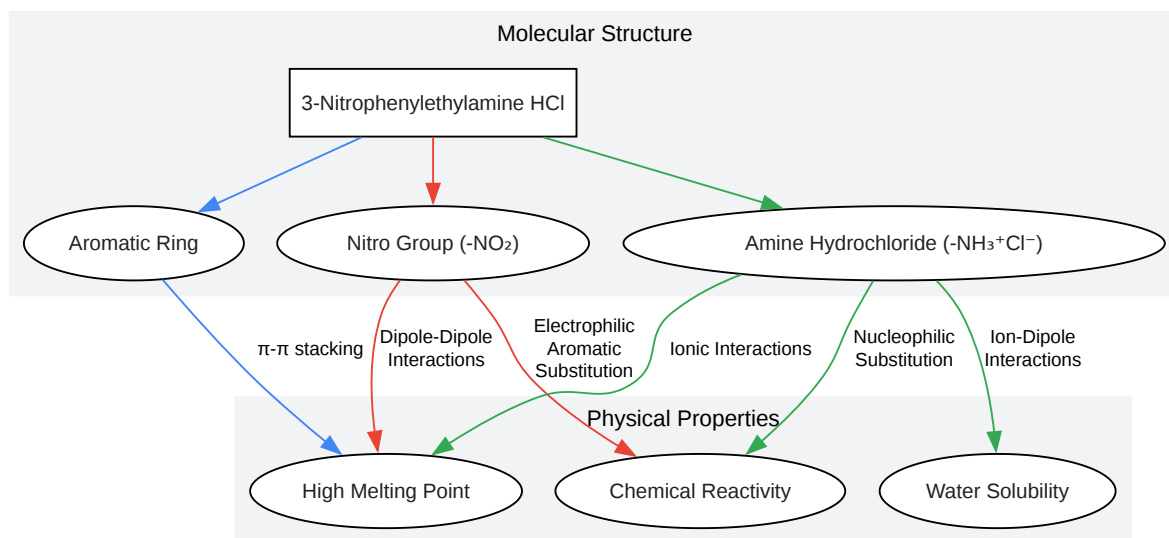 Molecular Structure
3-Nitrophenylethylamine HCl
Aromatic Ring
Nitro Group (-NO₂)
Amine Hydrochloride (-NH₃⁺Cl⁻)
π-π stacking
Dipole-Dipole
Interactions
Electrophilic
Aromatic
Substitution
Ionic Interactions
Nucleophilic
Substitution
Ion-Dipole
Interactions
Physical Properties
High Melting Point
Chemical Reactivity
Water Solubility